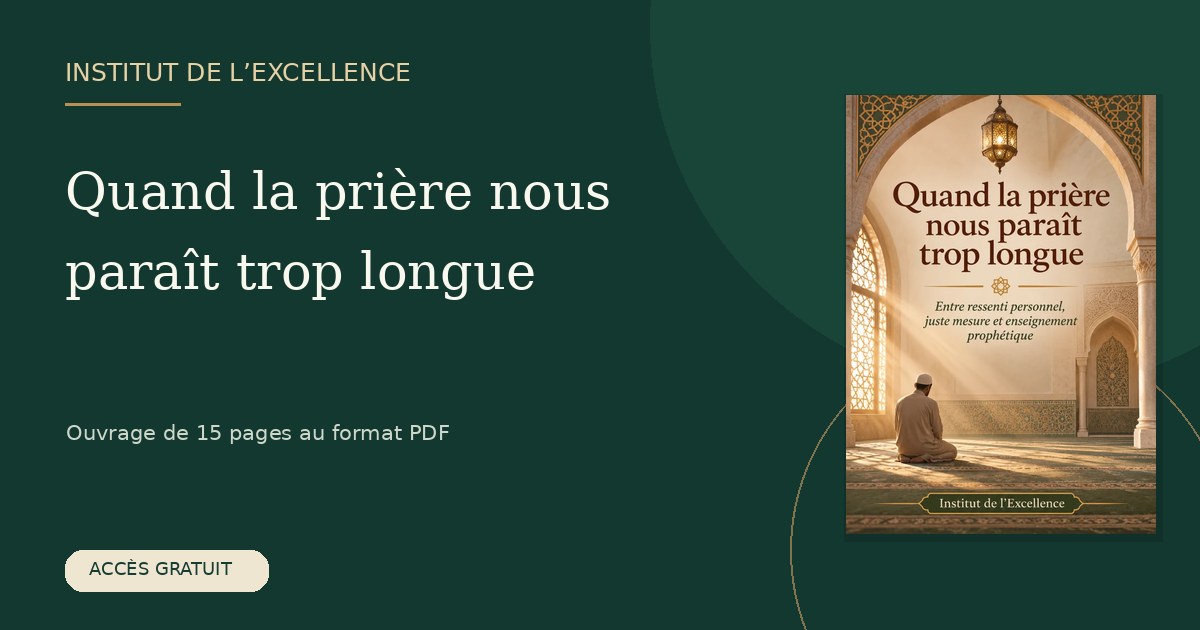 INSTITUT DE L’EXCELLENCE
Quand la prière nous
paraît trop longue
Ouvrage de 15 pages au format PDF
ACCÈS GRATUIT
Quand la prière
nous paraît
trop longue
Entre ressenti personnel,
juste mesure et enseignement
prophétique
Institut de l’Excellence